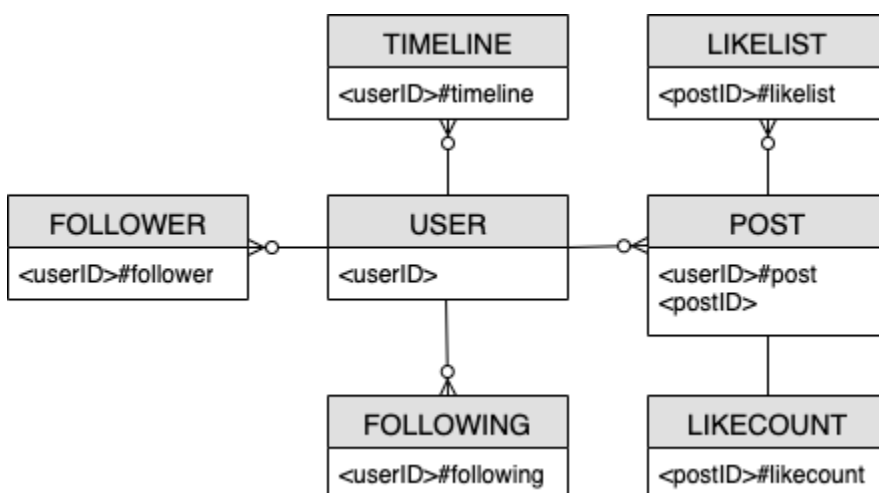 TIMELINE
<userID>#timeline
LIKELIST
<postID>#likelist
FOLLOWER
<userID>#follower
USER
<userID>
POST
<userID>#post
<postID>
FOLLOWING
<userID>#following
LIKECOUNT
<postID>#likecount